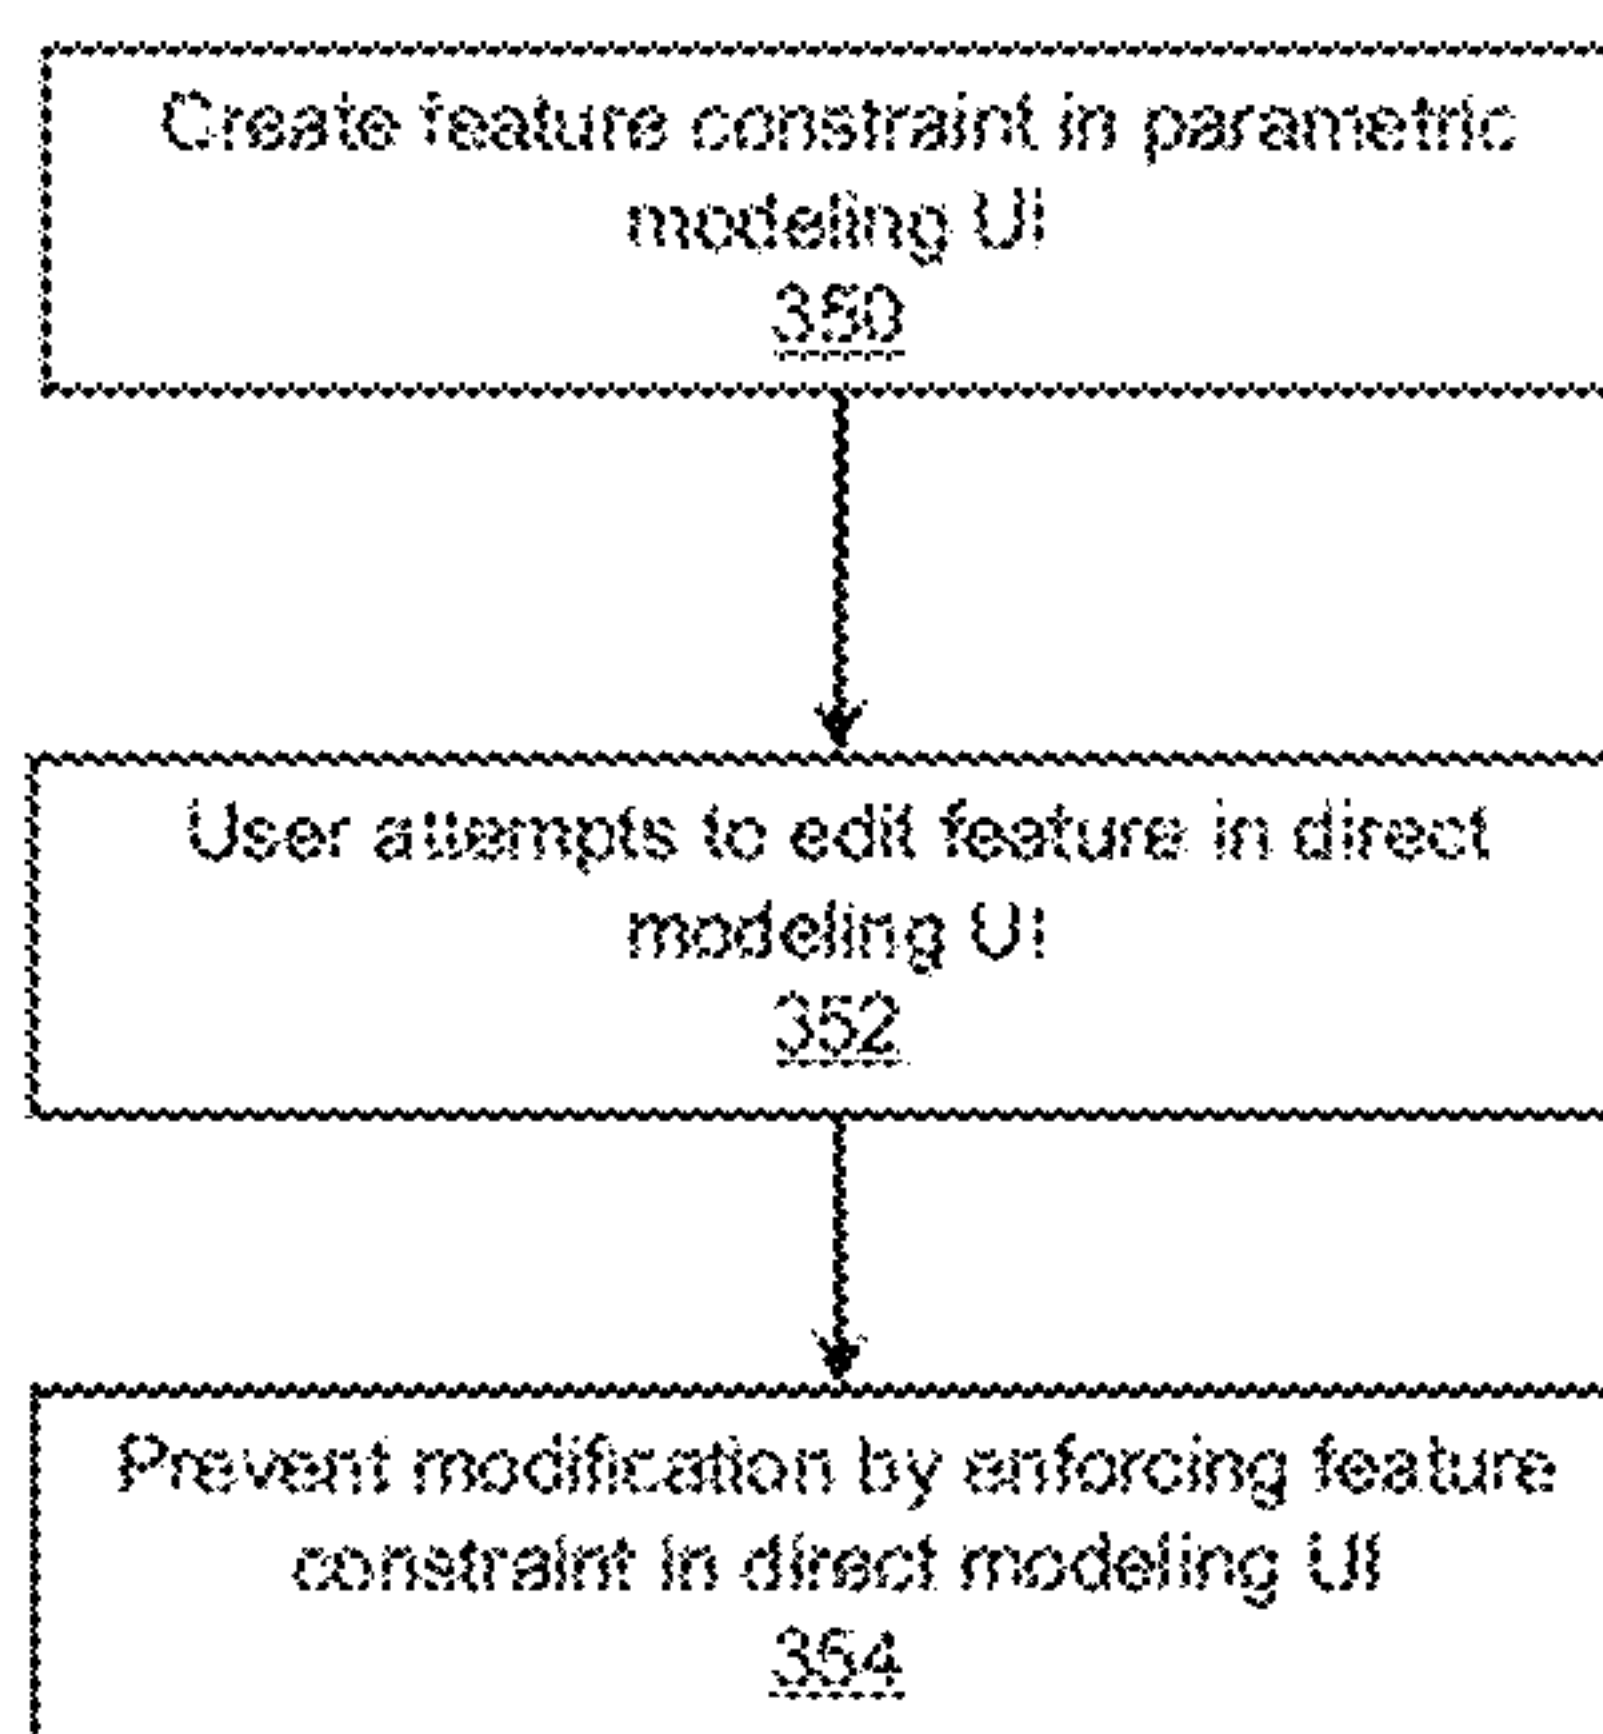 Create feature constraint in parametric
modeling UI
350
User attempts to edit feature in direct
modeling UI
352
Prevent modification by enforcing feature
constraint in direct modeling UI
354